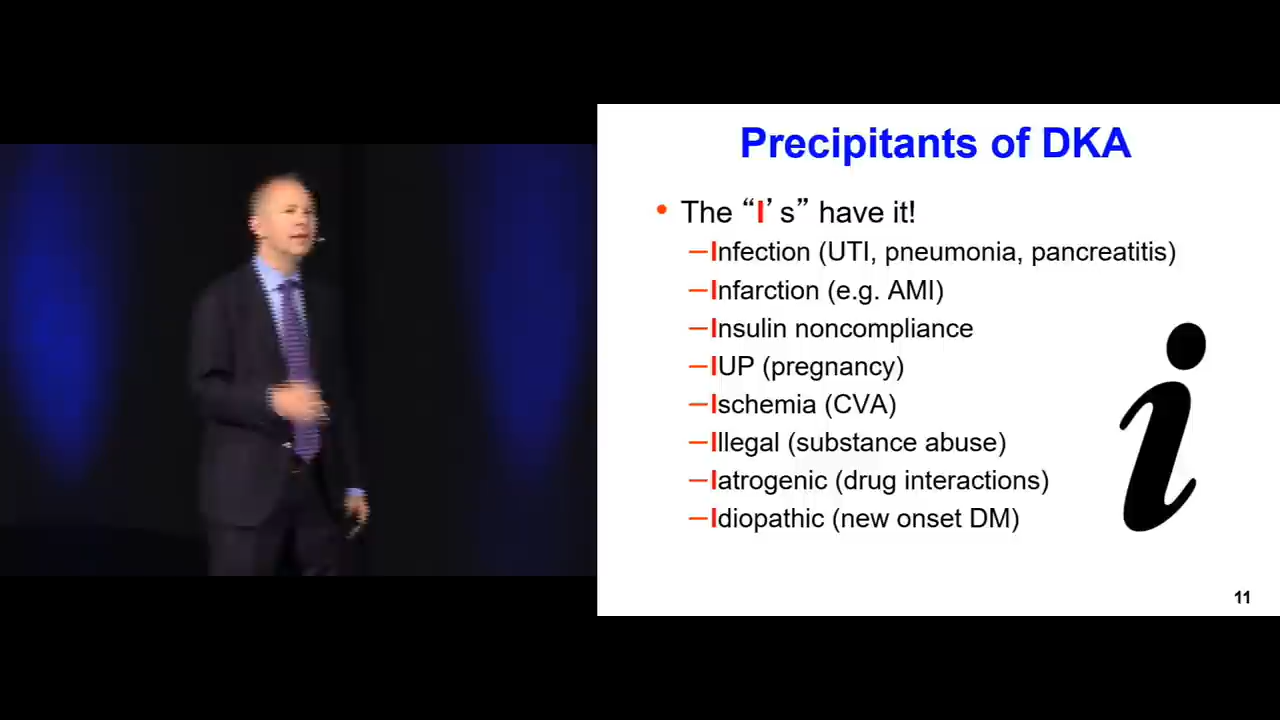 Precipitants of DKA
• The “I’s” have it!
–Infection (UTI, pneumonia, pancreatitis)
–Infarction (e.g. AMI)
–Insulin noncompliance
–IUP (pregnancy)
–Ischemia (CVA)
–Illegal (substance abuse)
–Iatrogenic (drug interactions)
–Idiopathic (new onset DM)
i
11